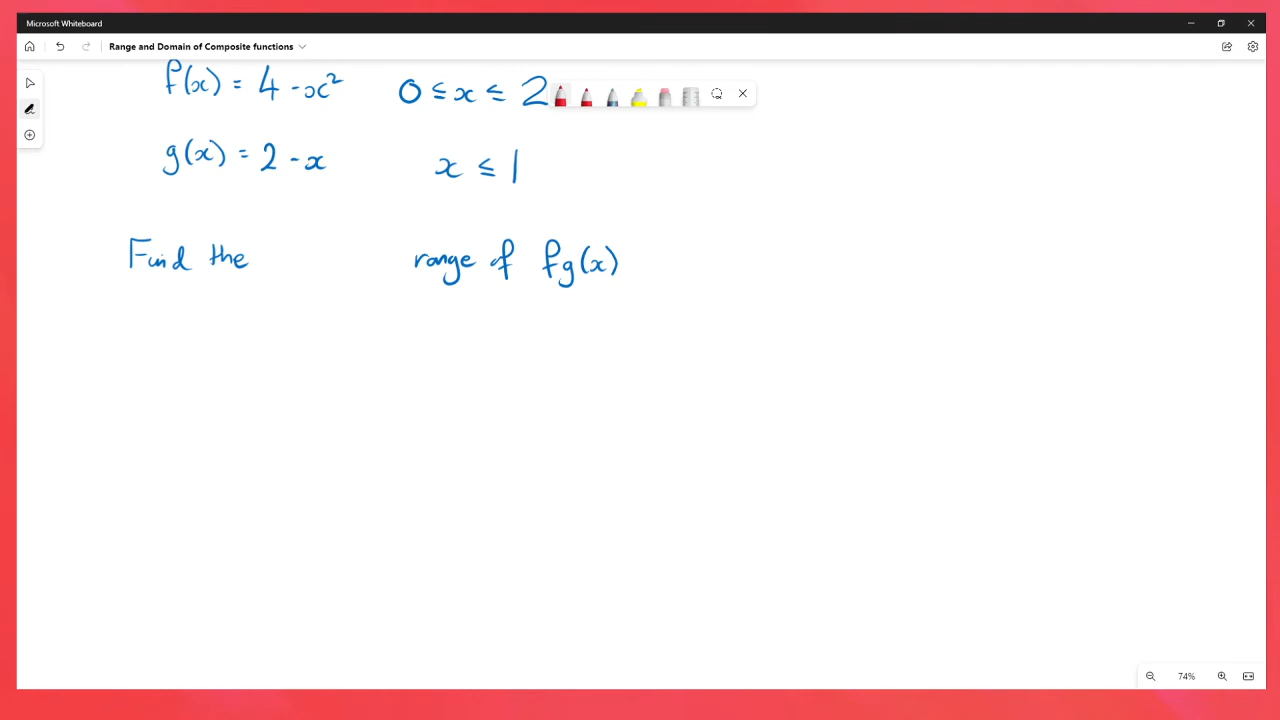 Microsoft Whiteboard
Range and Domain of Composite functions
f(x) = 4 - x² 0 ≤ x ≤ 2
g(x) = 2 - x x ≤ 1
Find the range of fg(x)
74%